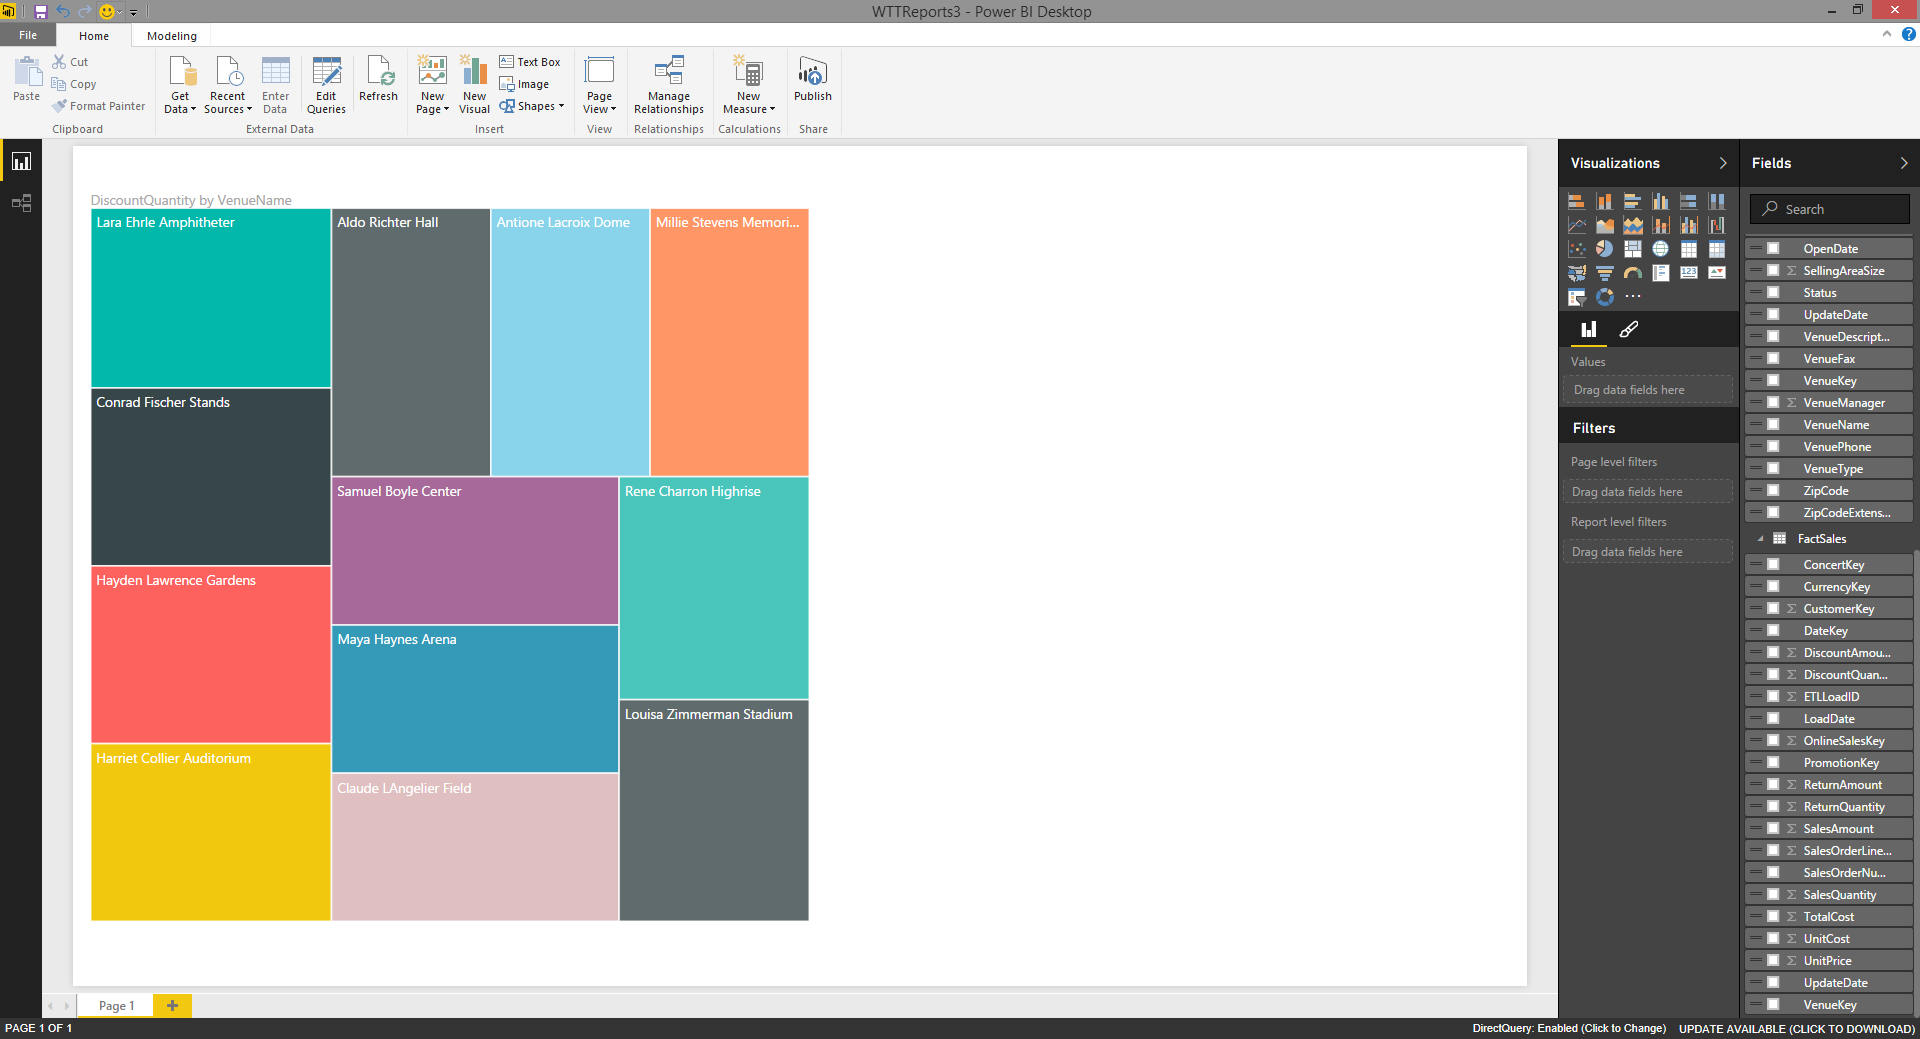 WTTReports3 - Power BI Desktop
File
Home
Modeling
Paste
Cut
Copy
Format Painter
Clipboard
Get Data
Recent Sources
Enter Data
Edit Queries
Refresh
External Data
New Page
New Visual
Text Box
Image
Shapes
Insert
Page View
View
Manage Relationships
Relationships
New Measure
Calculations
Publish
Share
DiscountQuantity by VenueName
Lara Ehrle Amphitheter
Aldo Richter Hall
Antione Lacroix Dome
Millie Stevens Memori...
Conrad Fischer Stands
Samuel Boyle Center
Rene Charron Highrise
Hayden Lawrence Gardens
Maya Haynes Arena
Louisa Zimmerman Stadium
Harriet Collier Auditorium
Claude LAngelier Field
Visualizations
123
Values
Drag data fields here
Filters
Page level filters
Drag data fields here
Report level filters
Drag data fields here
Fields
Search
OpenDate
SellingAreaSize
Status
UpdateDate
VenueDescript...
VenueFax
VenueKey
VenueManager
VenueName
VenuePhone
VenueType
ZipCode
ZipCodeExtens...
FactSales
ConcertKey
CurrencyKey
CustomerKey
DateKey
DiscountAmou...
DiscountQuan...
ETLLoadID
LoadDate
OnlineSalesKey
PromotionKey
ReturnAmount
ReturnQuantity
SalesAmount
SalesOrderLine...
SalesOrderNu...
SalesQuantity
TotalCost
UnitCost
UnitPrice
UpdateDate
VenueKey
Page 1
PAGE 1 OF 1
DirectQuery: Enabled (Click to Change)
UPDATE AVAILABLE (CLICK TO DOWNLOAD)